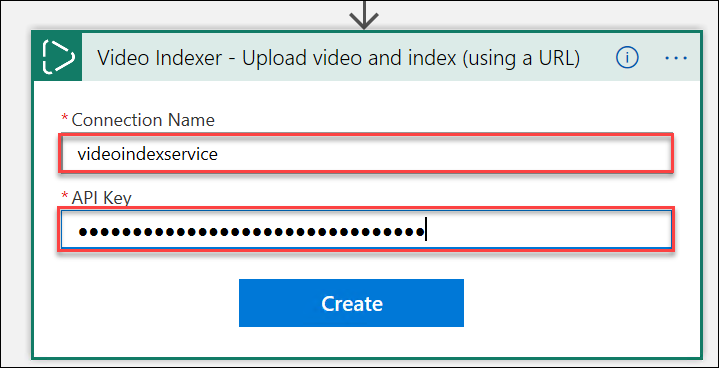 Video Indexer - Upload video and index (using a URL)
* Connection Name
videoindexservice
* API Key
••••••••••••••••••••••••••••••••
Create